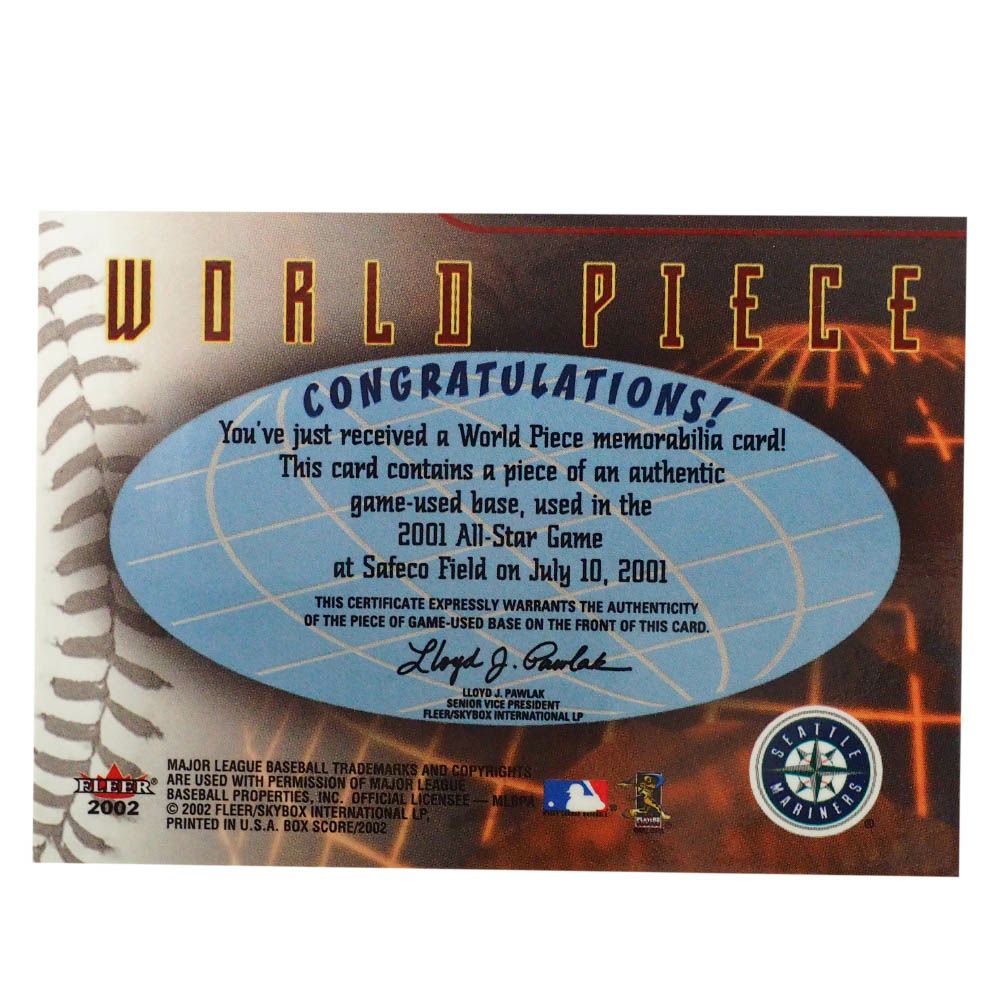 WORLD PIECE
CONGRATULATIONS!
You've just received a World Piece memorabilia card!
This card contains a piece of an authentic
game-used base, used in the
2001 All-Star Game
at Safeco Field on July 10, 2001
THIS CERTIFICATE EXPRESSLY WARRANTS THE AUTHENTICITY
OF THE PIECE OF GAME-USED BASE ON THE FRONT OF THIS CARD.
Lloyd J. Pawlak
LLOYD J. PAWLAK
SENIOR VICE PRESIDENT
FLEER/SKYBOX INTERNATIONAL LP
FLEER®
2002
MAJOR LEAGUE BASEBALL TRADEMARKS AND COPYRIGHTS
ARE USED WITH PERMISSION OF MAJOR LEAGUE
BASEBALL PROPERTIES, INC. OFFICIAL LICENSEE — MLBPA
© 2002 FLEER/SKYBOX INTERNATIONAL LP,
PRINTED IN U.S.A. BOX SCORE/2002
PLAYERS
SEATTLE
MARINERS
®